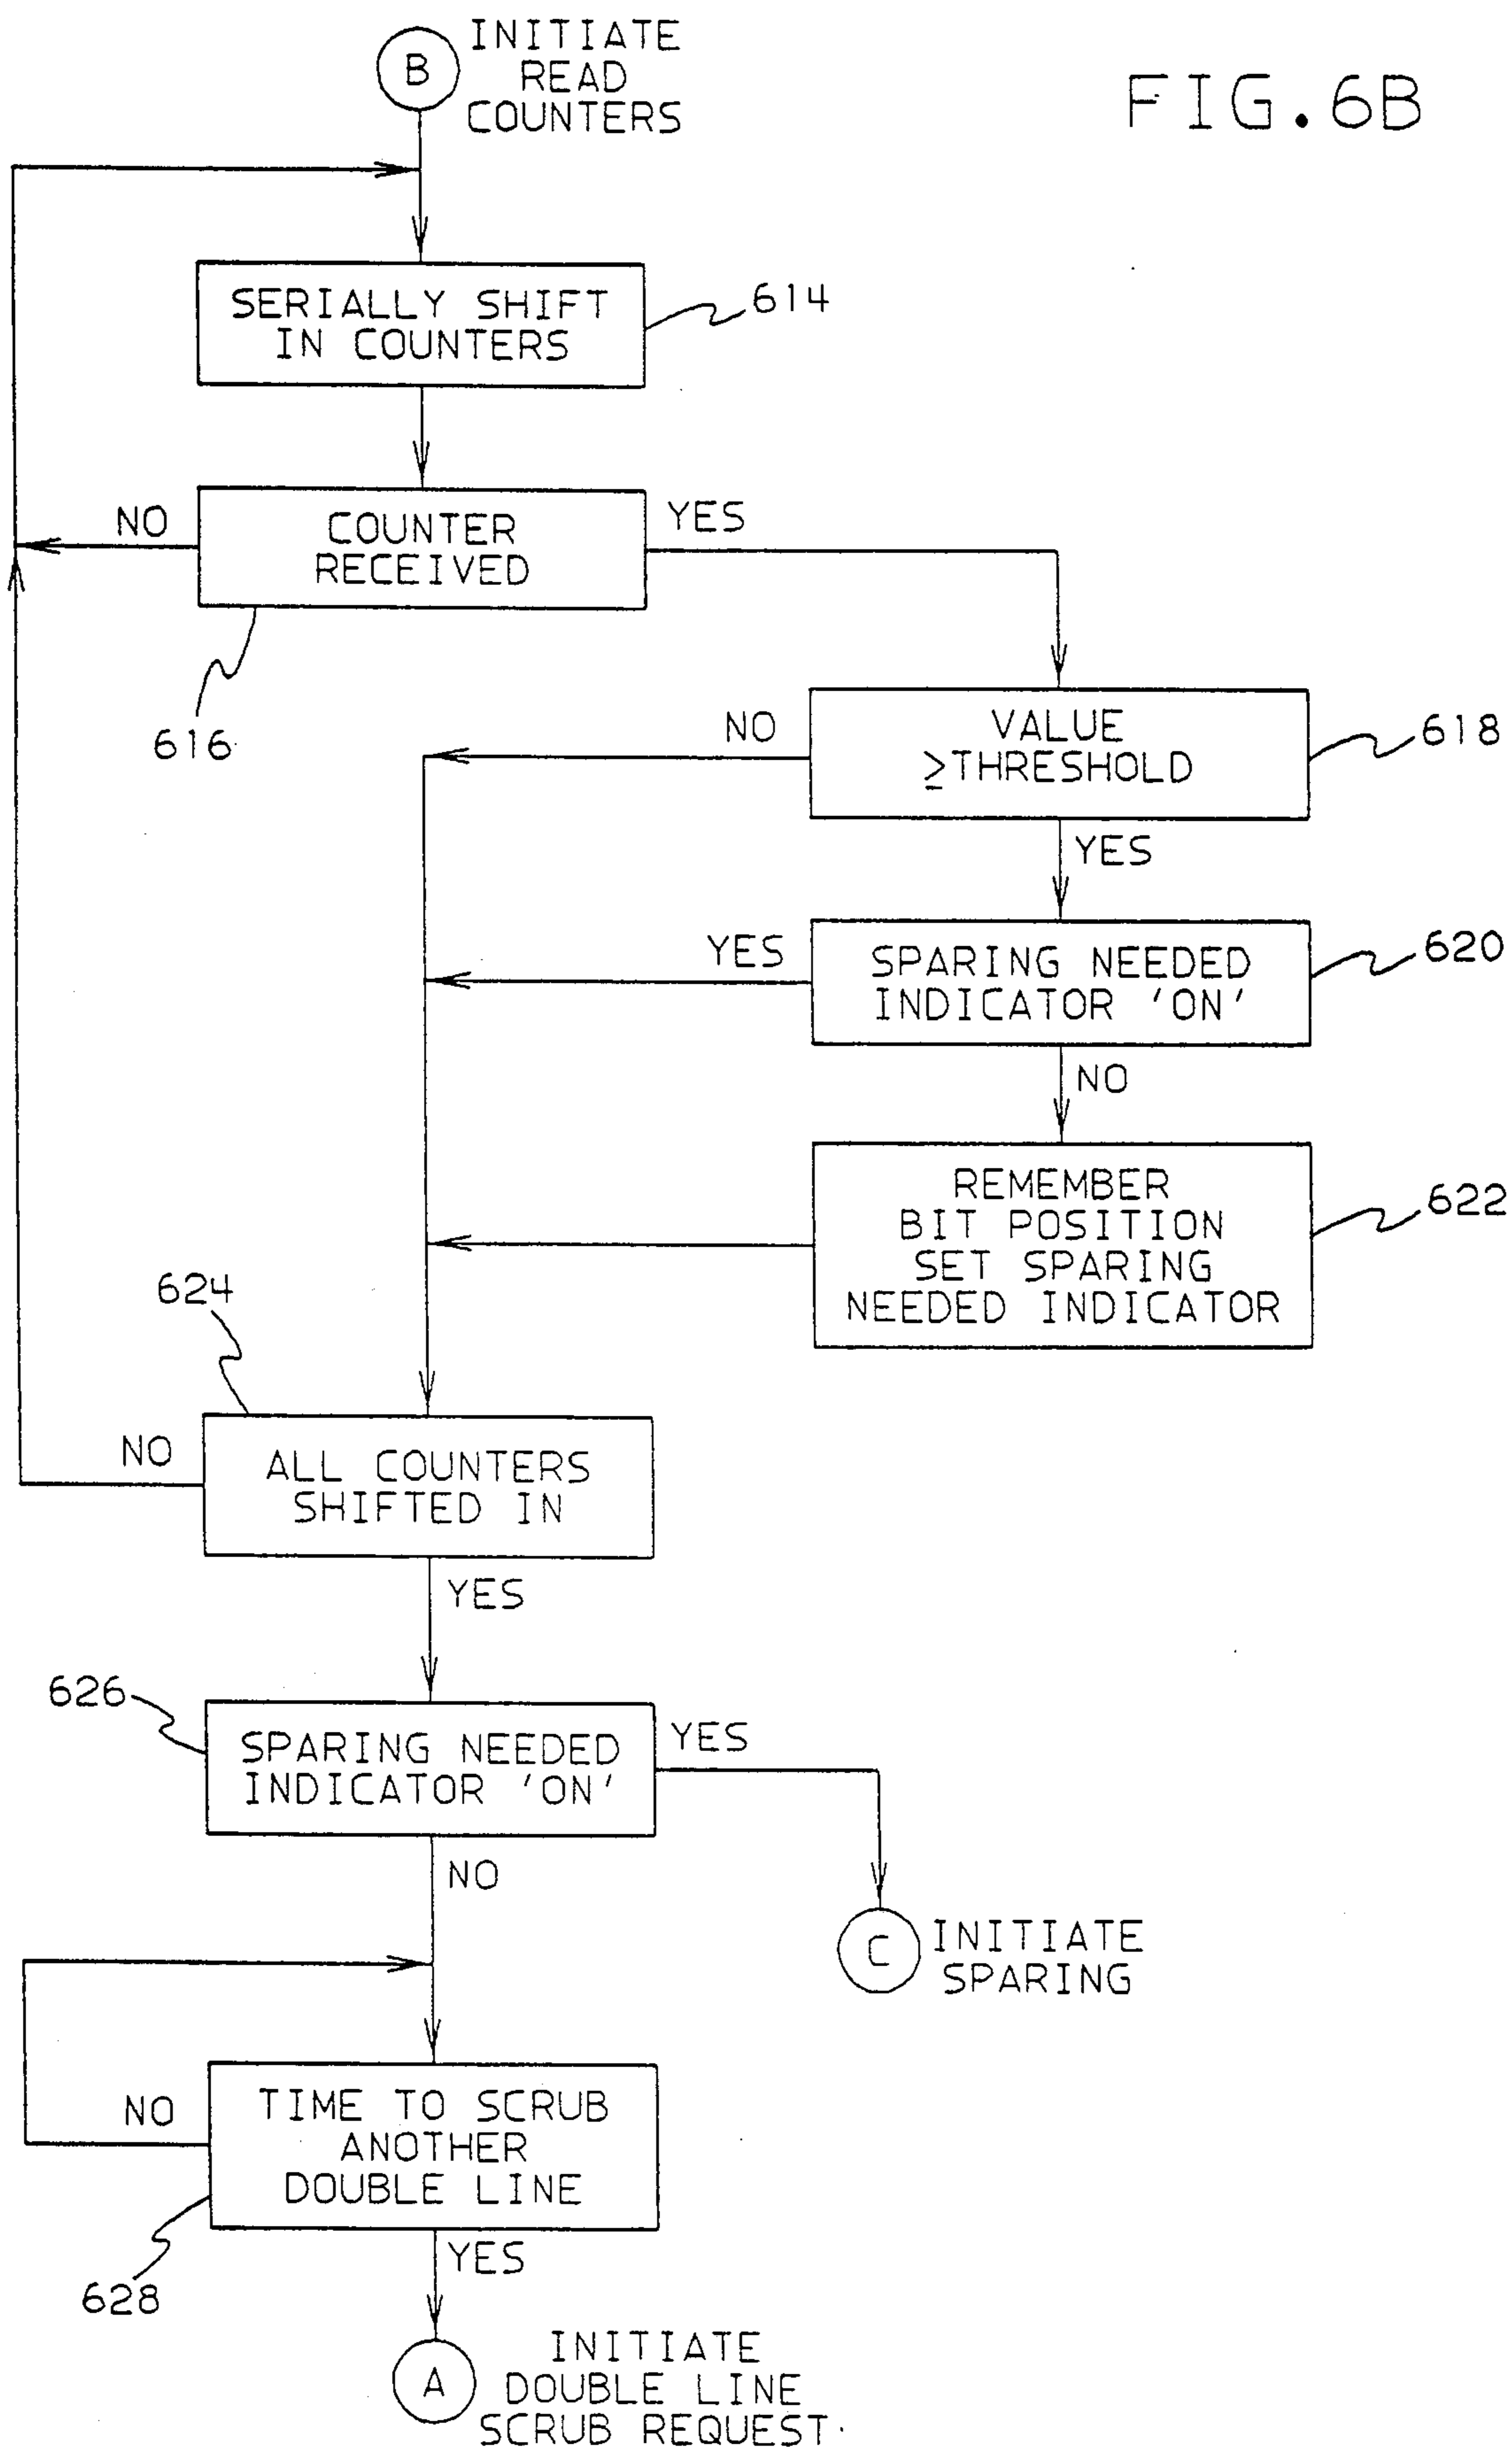 INITIATE
READ
COUNTERS
B
FIG.6B
SERIALLY SHIFT
IN COUNTERS
614
NO
COUNTER
RECEIVED
YES
616
NO
VALUE
≥THRESHOLD
618
YES
YES
SPARING NEEDED
INDICATOR 'ON'
620
NO
REMEMBER
BIT POSITION
SET SPARING
NEEDED INDICATOR
622
624
NO
ALL COUNTERS
SHIFTED IN
YES
626
SPARING NEEDED
INDICATOR 'ON'
YES
NO
C
INITIATE
SPARING
NO
TIME TO SCRUB
ANOTHER
DOUBLE LINE
628
YES
A
INITIATE
DOUBLE LINE
SCRUB REQUEST